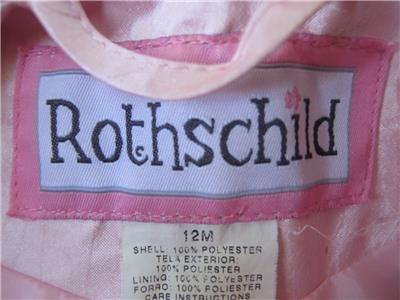 Rothschild
12M
SHELL: 100% POLYESTER
TELA EXTERIOR:
100% POLIESTER
LINING: 100% POLYESTER
FORRO: 100% POLIESTER
CARE INSTRUCTIONS